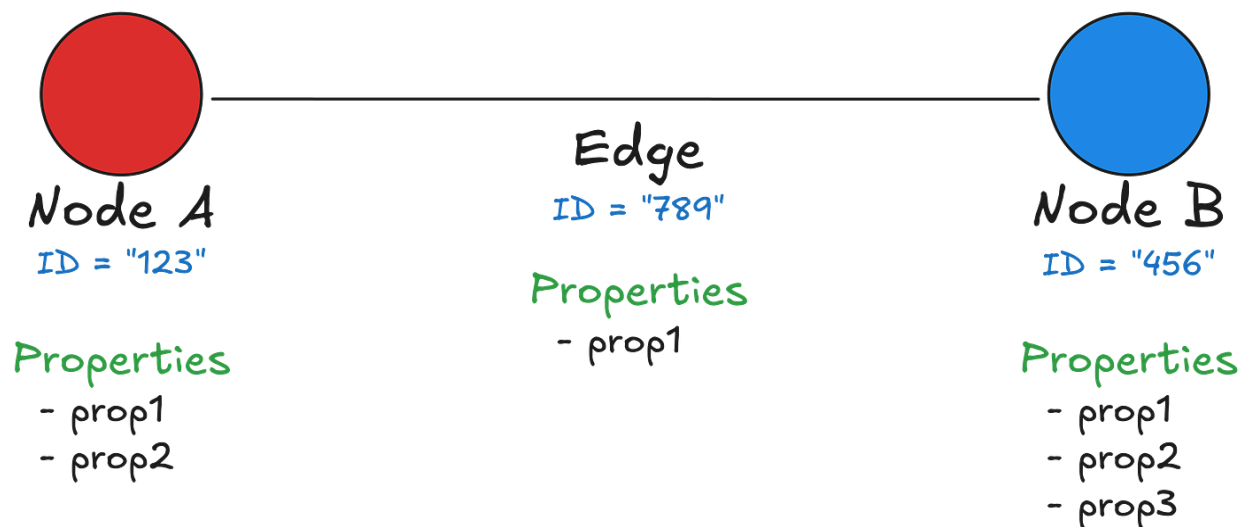 Node A
ID = "123"
Properties
- prop1
- prop2
Edge
ID = "789"
Properties
- prop1
Node B
ID = "456"
Properties
- prop1
- prop2
- prop3